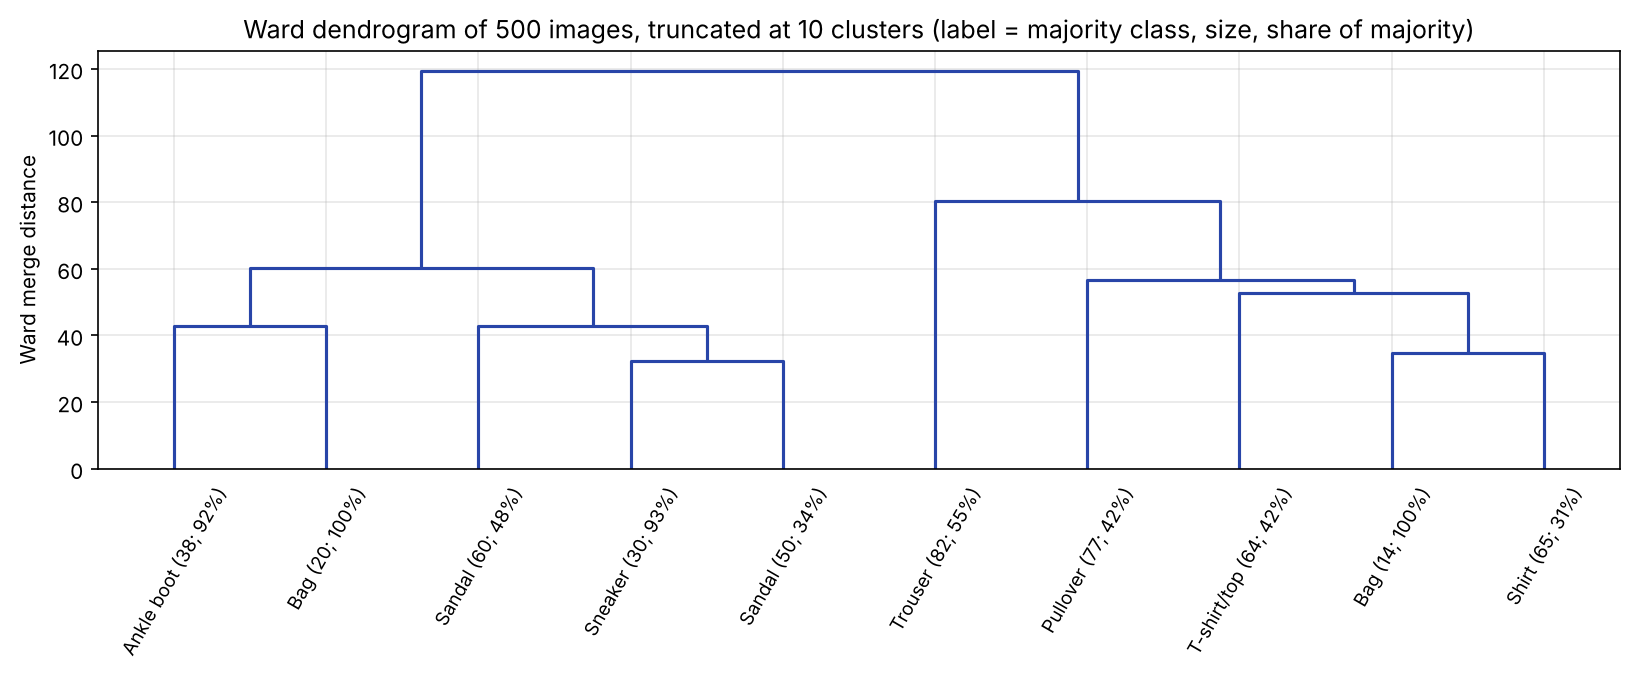 Ward dendrogram of 500 images, truncated at 10 clusters (label = majority class, size, share of majority)
Ward merge distance
120
100
80
60
40
20
0
Ankle boot (38; 92%)
Bag (20; 100%)
Sandal (60; 48%)
Sneaker (30; 93%)
Sandal (50; 34%)
Trouser (82; 55%)
Pullover (77; 42%)
T-shirt/top (64; 42%)
Bag (14; 100%)
Shirt (65; 31%)